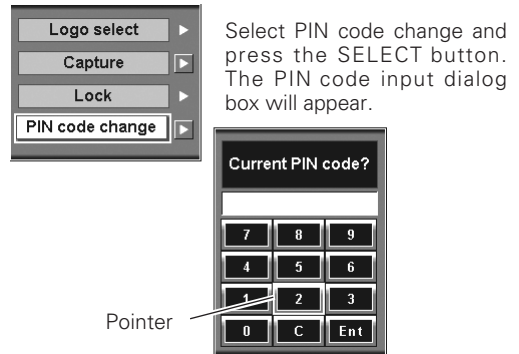 Logo select
Capture
Lock
PIN code change
Select PIN code change and
press the SELECT button.
The PIN code input dialog
box will appear.
Current PIN code?
7 8 9
4 5 6
1 2 3
Pointer
0 C Ent